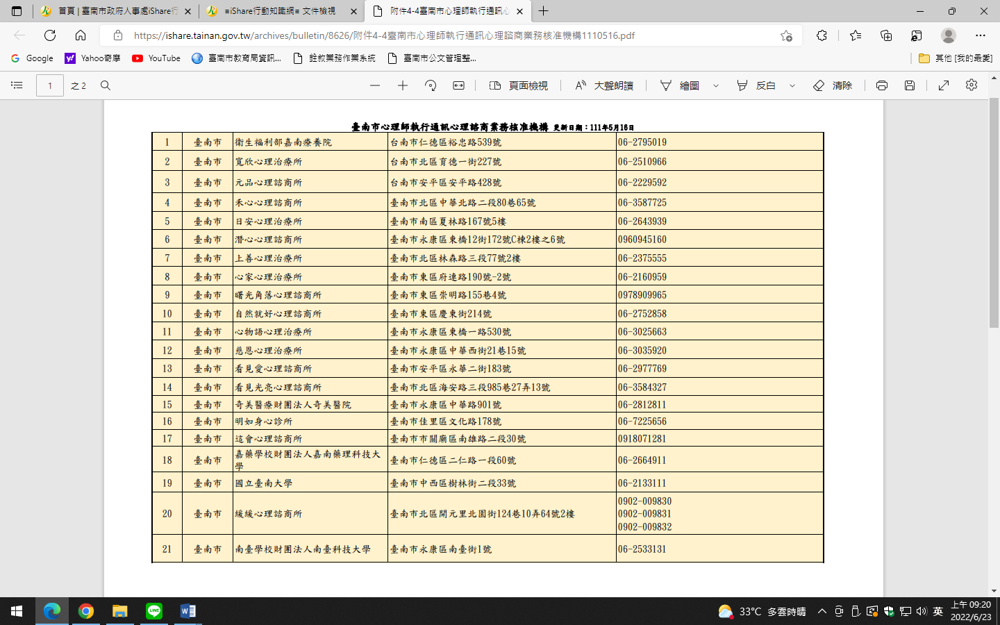 首頁 | 臺南市政府人事處iShare行
≡iShare行動知識網≡ 文件檢視
附件4-4臺南市心理師執行通訊心
https://ishare.tainan.gov.tw/archives/bulletin/8626/附件4-4臺南市心理師執行通訊心理諮商業務核准機構1110516.pdf
Google Yahoo奇摩 YouTube 臺南市教育局資訊... 銓敘業務作業系統 臺南市公文管理整... 其他 [我的最愛]
1 之 2 頁面檢視 大聲朗讀 繪圖 反白 清除
臺南市心理師執行通訊心理諮商業務核准機構 更新日期：111年5月16日
1 臺南市 衛生福利部嘉南療養院 台南市仁德區裕忠路539號 06-2795019
2 臺南市 寬欣心理治療所 台南市北區育德一街227號 06-2510966
3 臺南市 元品心理諮商所 台南市安平區安平路428號 06-2229592
4 臺南市 禾心心理諮商所 臺南市北區中華北路二段80巷65號 06-3587725
5 臺南市 日安心理治療所 臺南市南區夏林路167號5樓 06-2643939
6 臺南市 潛心心理諮商所 臺南市永康區東橋12街172號C棟2樓之6號 0960945160
7 臺南市 上善心理治療所 臺南市北區林森路三段77號2樓 06-2375555
8 臺南市 心家心理治療所 臺南市東區府連路190號-2號 06-2160959
9 臺南市 曙光角落心理諮商所 臺南市東區崇明路155巷4號 0978909965
10 臺南市 自然就好心理諮商所 臺南市東區慶東街214號 06-2752858
11 臺南市 心物語心理治療所 臺南市永康區東橋一路530號 06-3025663
12 臺南市 慈恩心理治療所 臺南市永康區中華西街21巷15號 06-3035920
13 臺南市 看見愛心理諮商所 臺南市安平區永華二街183號 06-2977769
14 臺南市 看見光亮心理諮商所 臺南市北區海安路三段985巷27弄13號 06-3584327
15 臺南市 奇美醫療財團法人奇美醫院 臺南市永康區中華路901號 06-2812811
16 臺南市 明如身心診所 臺南市佳里區文化路178號 06-7225656
17 臺南市 這會心理諮商所 臺南市市關廟區南雄路二段30號 0918071281
18 臺南市 嘉藥學校財團法人嘉南藥理科技大 臺南市仁德區二仁路一段60號 06-2664911
學
19 臺南市 國立臺南大學 臺南市中西區樹林街二段33號 06-2133111
0902-009830
20 臺南市 緩緩心理諮商所 臺南市北區開元里北園街124巷10弄64號2樓 0902-009831
0902-009832
21 臺南市 南臺學校財團法人南臺科技大學 臺南市永康區南臺街1號 06-2533131
33°C 多雲時晴 英 上午 09:20
2022/6/23